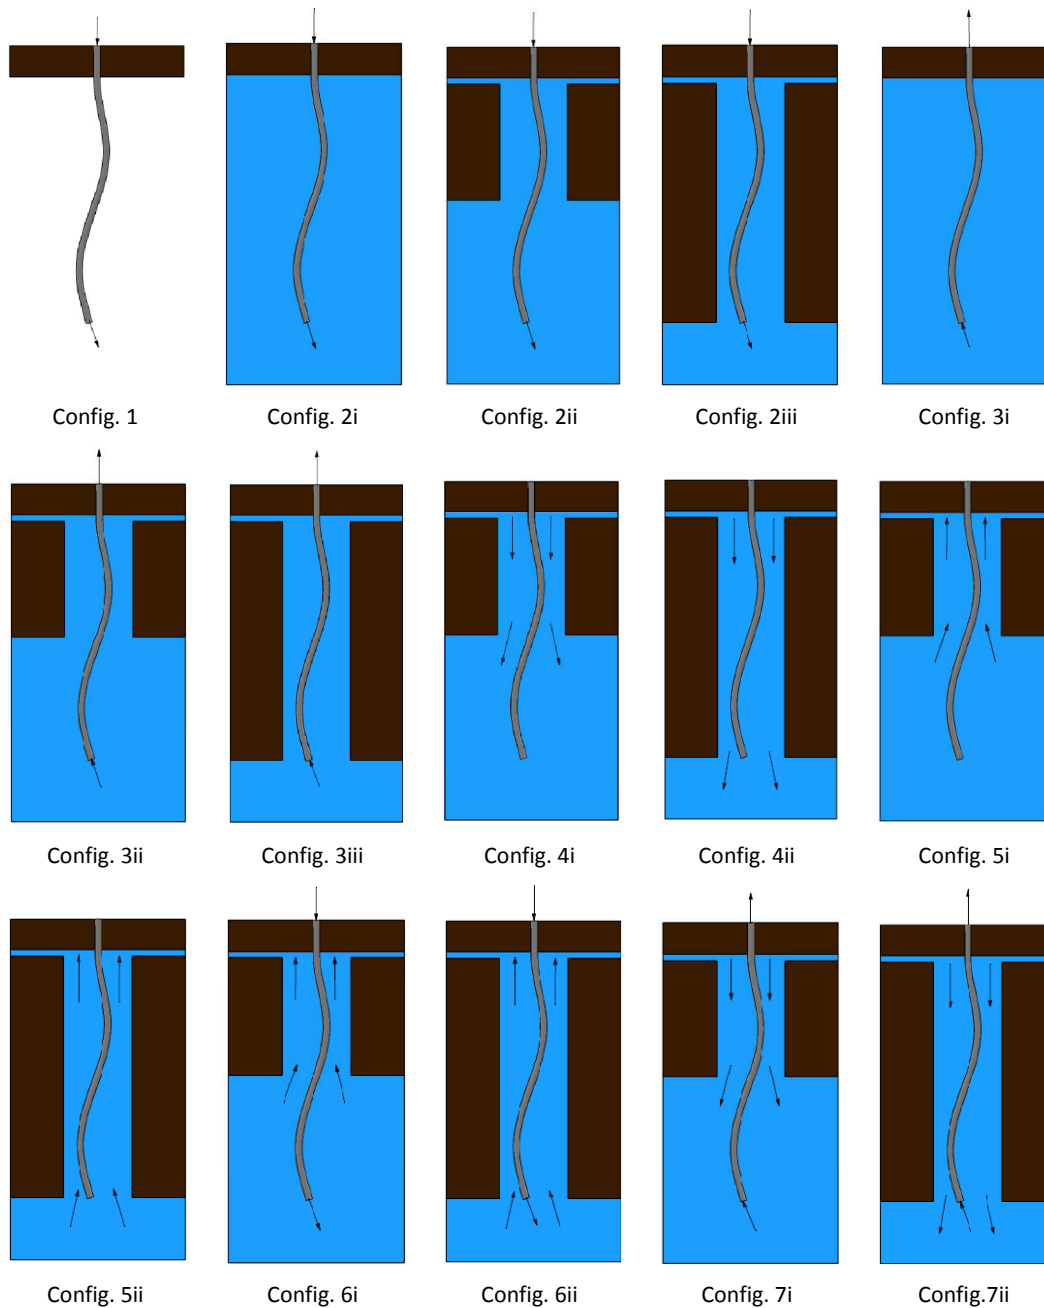 Config. 1
Config. 2i
Config. 2ii
Config. 2iii
Config. 3i
Config. 3ii
Config. 3iii
Config. 4i
Config. 4ii
Config. 5i
Config. 5ii
Config. 6i
Config. 6ii
Config. 7i
Config.7ii